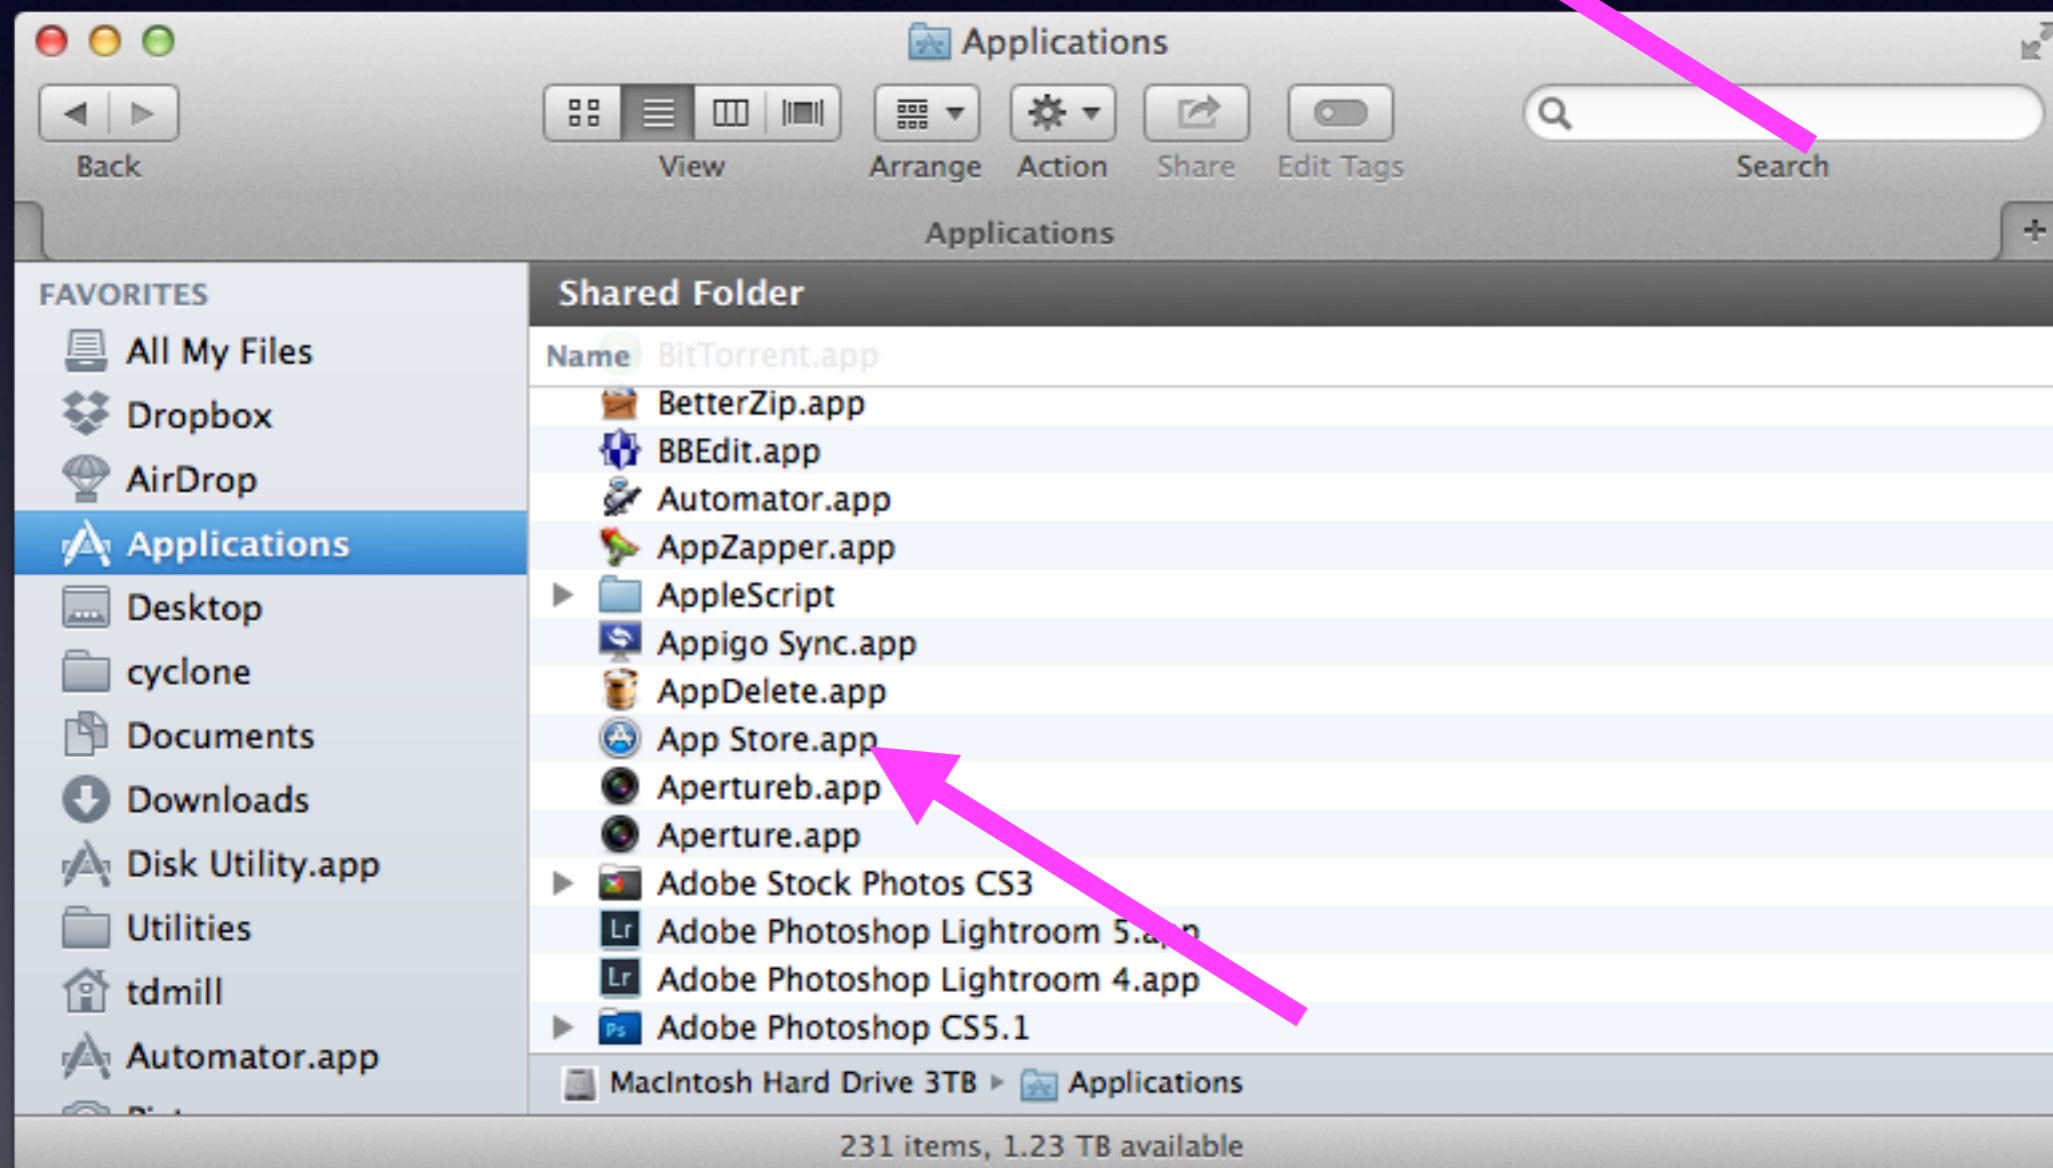 Applications
Back
View
Arrange
Action
Share
Edit Tags
Search
Applications
+
FAVORITES
All My Files
Dropbox
AirDrop
Applications
Desktop
cyclone
Documents
Downloads
Disk Utility.app
Utilities
tdmill
Automator.app
Shared Folder
Name
BitTorrent.app
BetterZip.app
BBEdit.app
Automator.app
AppZapper.app
AppleScript
Appigo Sync.app
AppDelete.app
App Store.app
Apertureb.app
Aperture.app
Adobe Stock Photos CS3
Lr Adobe Photoshop Lightroom 5.app
Lr Adobe Photoshop Lightroom 4.app
Ps Adobe Photoshop CS5.1
MacIntosh Hard Drive 3TB
Applications
231 items, 1.23 TB available